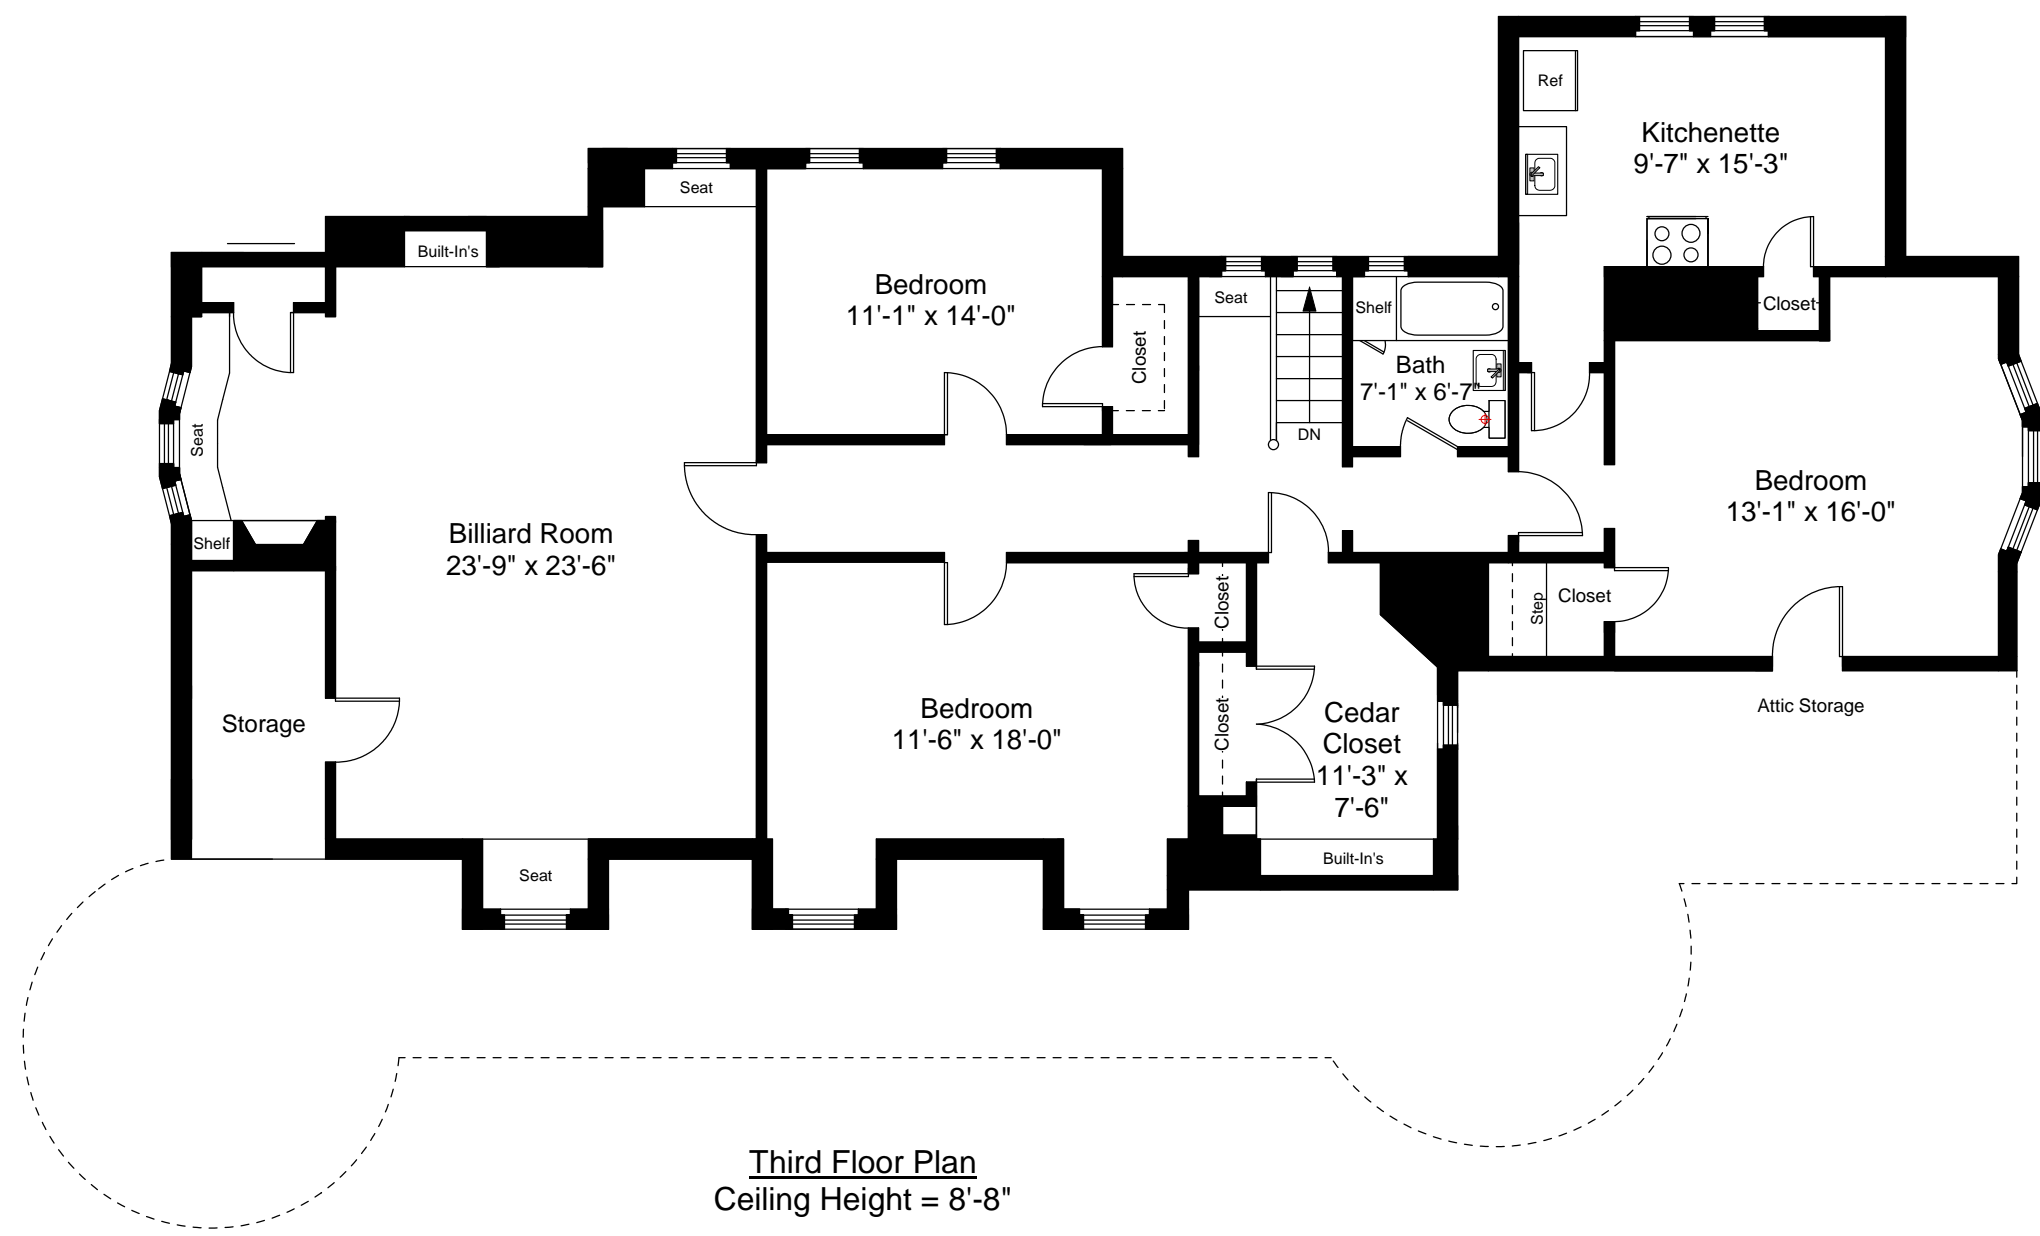 Ref
Kitchenette
9'-7" x 15'-3"
Seat
Built-In's
Bedroom
11'-1" x 14'-0"
Closet
Seat
DN
Shelf
Bath
7'-1" x 6'-7"
Closet
Seat
Shelf
Billiard Room
23'-9" x 23'-6"
Bedroom
13'-1" x 16'-0"
Closet
Step
Closet
Storage
Bedroom
11'-6" x 18'-0"
Closet
Cedar
Closet
11'-3" x
7'-6"
Attic Storage
Seat
Built-In's
Third Floor Plan
Ceiling Height = 8'-8"